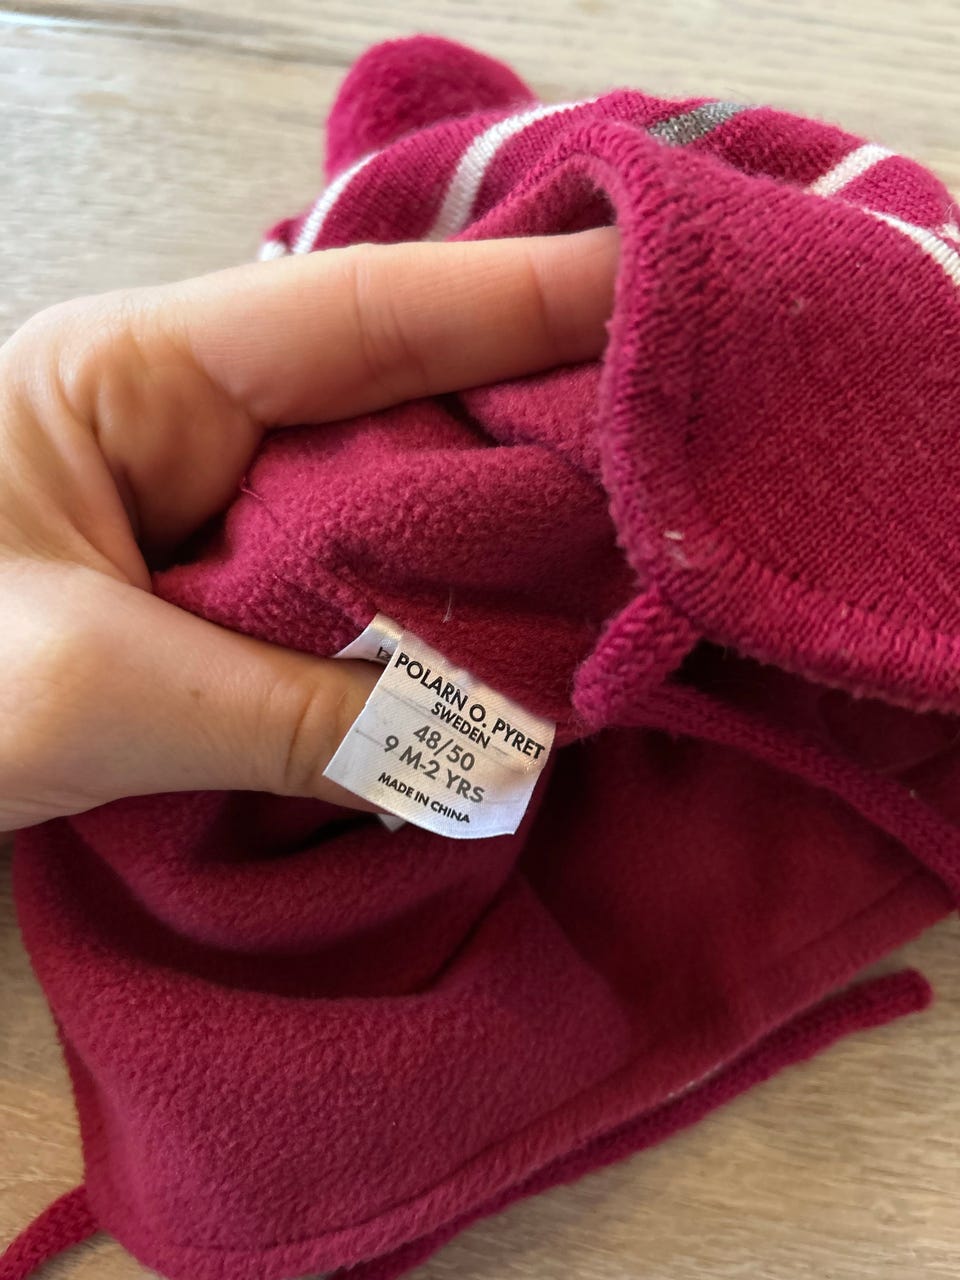 POLARN O. PYRET
SWEDEN
48/50
9 M-2 YRS
MADE IN CHINA